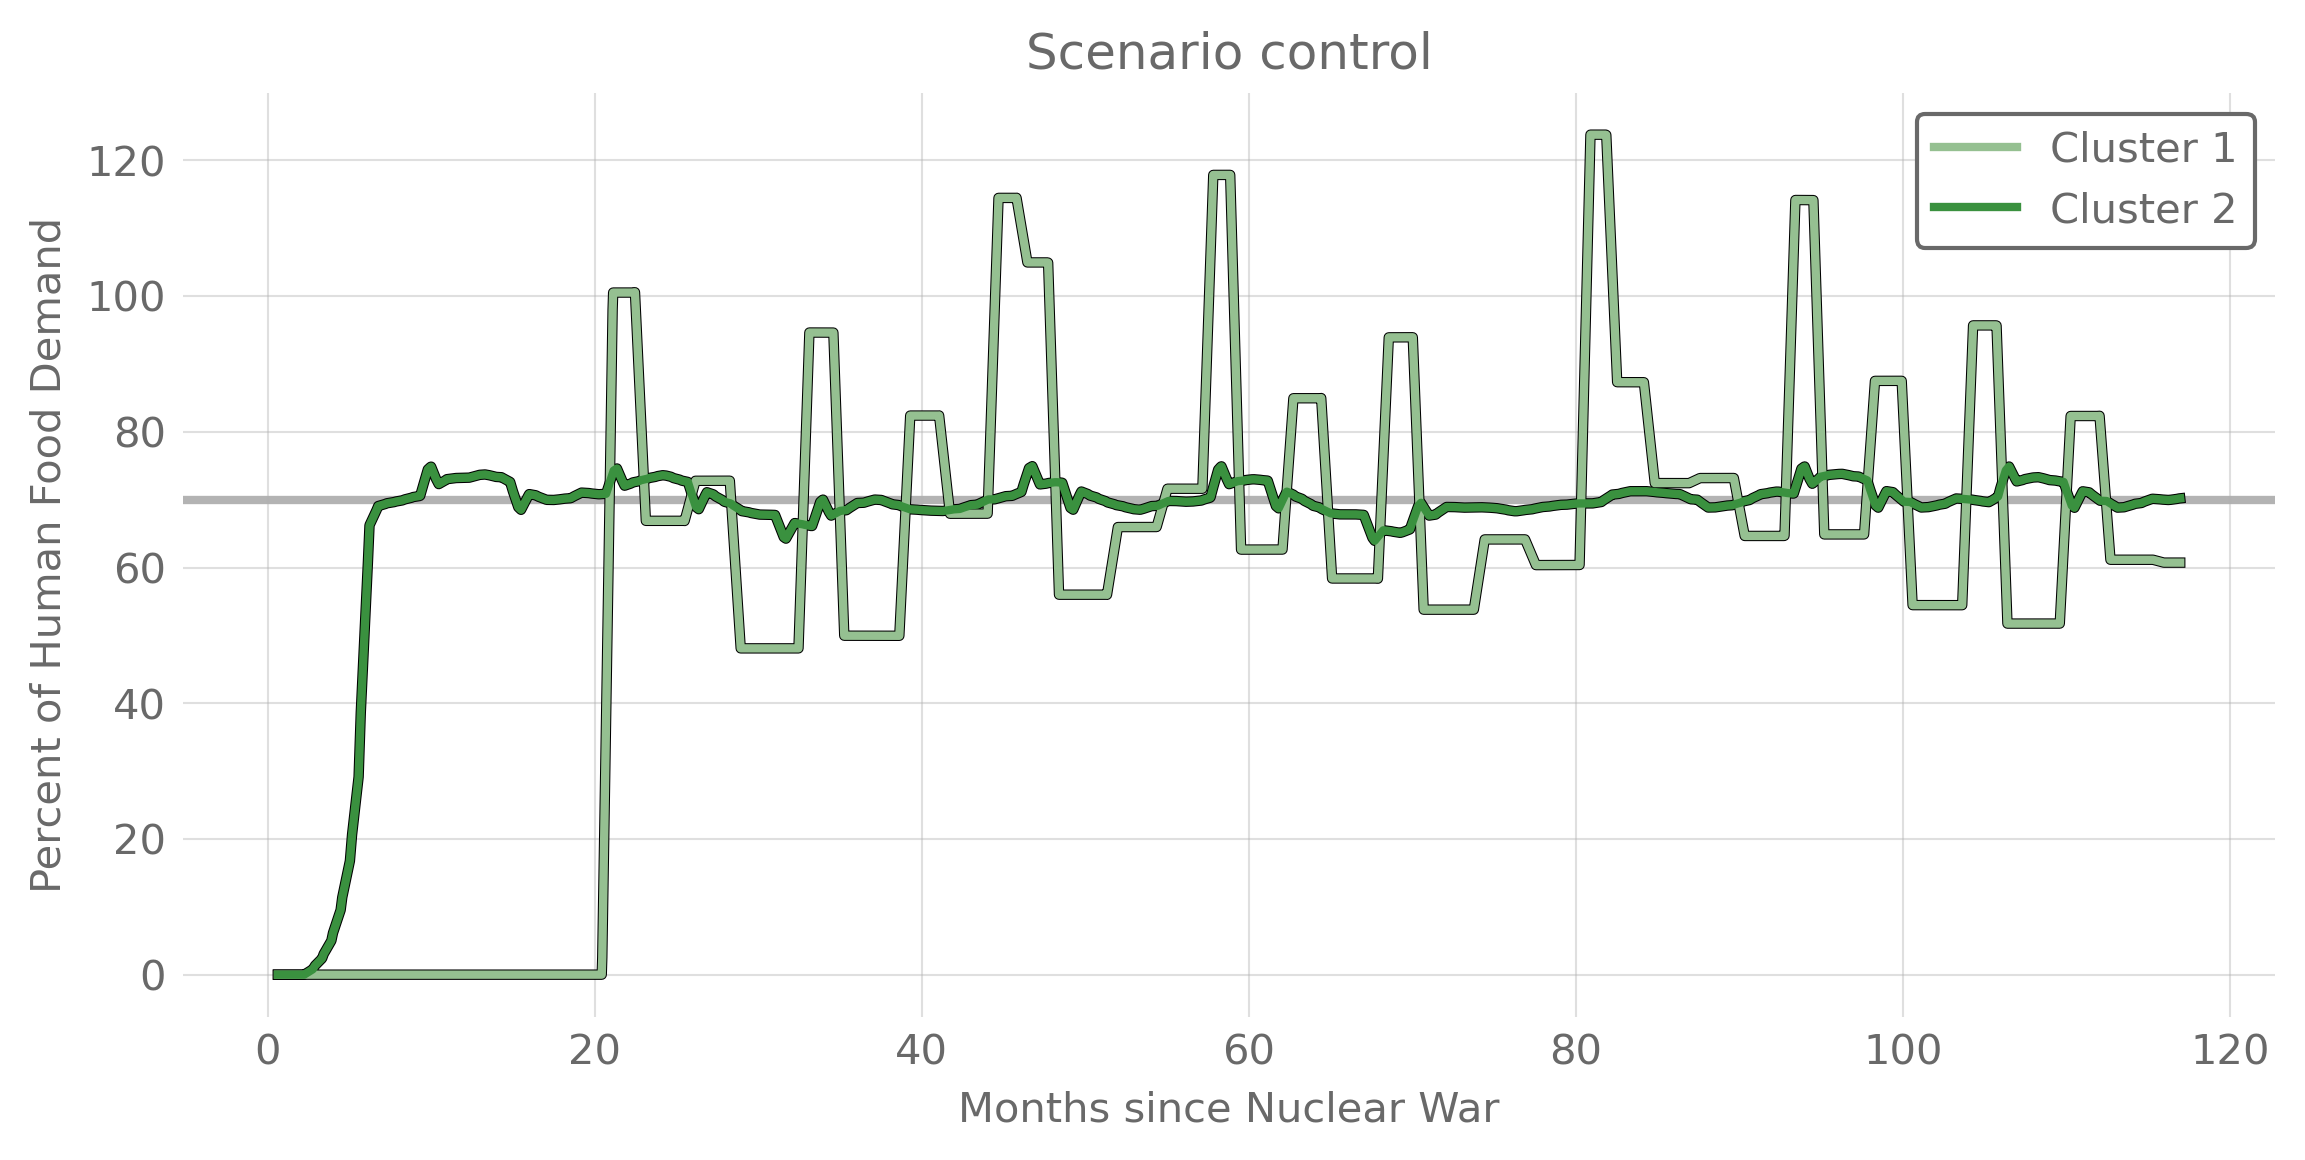 Scenario control
Cluster 1
Cluster 2
Percent of Human Food Demand
120
100
80
60
40
20
0
0 20 40 60 80 100 120
Months since Nuclear War